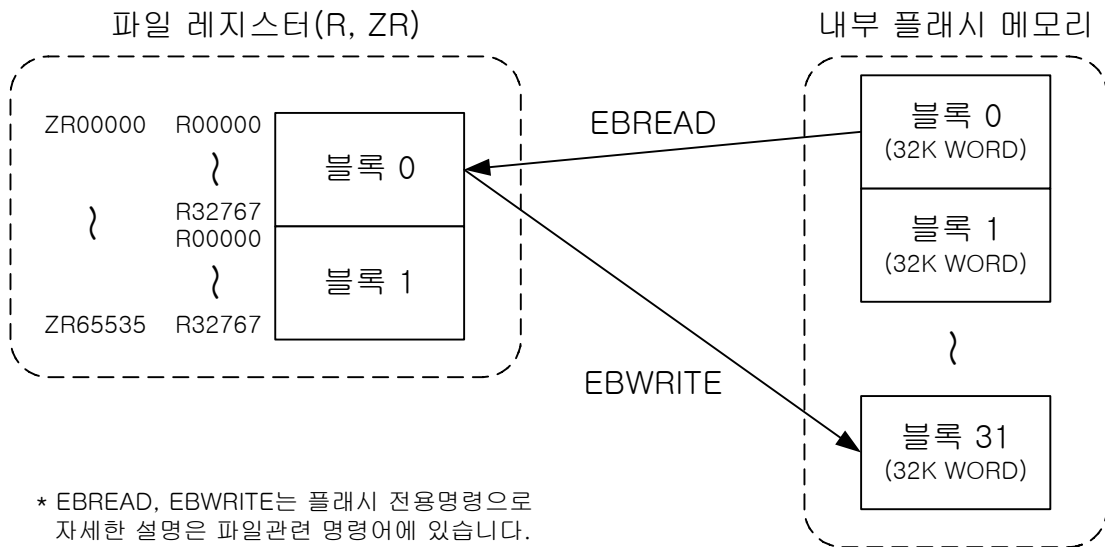 파일 레지스터(R, ZR)
내부 플래시 메모리
ZR00000 R00000
~
R32767
~
R00000
~
ZR65535 R32767
블록 0
블록 1
EBREAD
EBWRITE
블록 0
(32K WORD)
블록 1
(32K WORD)
~
블록 31
(32K WORD)
* EBREAD, EBWRITE는 플래시 전용명령으로
자세한 설명은 파일관련 명령어에 있습니다.